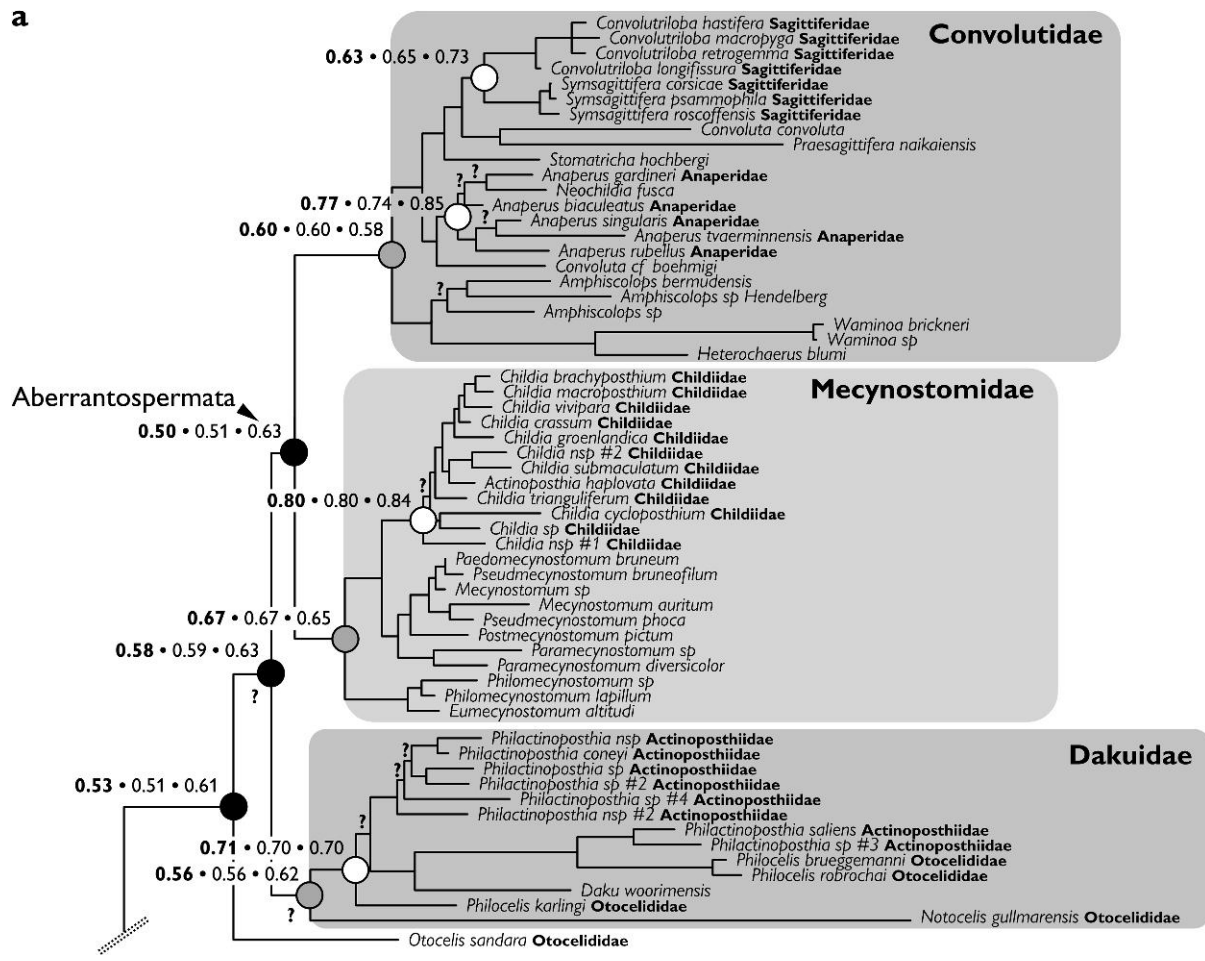 a
Convolutidae
Convolutriloba hastifera Sagittiferidae
Convolutriloba macropyga Sagittiferidae
Convolutriloba retrogemma Sagittiferidae
0.63 • 0.65 • 0.73
Convolutriloba longifissura Sagittiferidae
Symsagittifera corsicae Sagittiferidae
Symsagittifera psammophila Sagittiferidae
Symsagittifera roscoffensis Sagittiferidae
Convoluta convoluta
Praesagittifera naikaiensis
Stomatricha hochbergi
? ?
Anaperus gardineri Anaperidae
Neochildia fusca
0.77 • 0.74 • 0.85
Anaperus biaculeatus Anaperidae
?
Anaperus singularis Anaperidae
0.60 • 0.60 • 0.58
Anaperus tvaerminnensis Anaperidae
Anaperus rubellus Anaperidae
Convoluta cf boehmigi
?
Amphiscolops bermudensis
Amphiscolops sp Hendelberg
Amphiscolops sp
Waminoa brickneri
Waminoa sp
Heterochaerus blumi
Mecynostomidae
Childia brachyposthium Childiidae
Childia macroposthium Childiidae
Aberrantospermata
Childia vivipara Childiidae
Childia crassum Childiidae
0.50 • 0.51 • 0.63
Childia groenlandica Childiidae
Childia nsp #2 Childiidae
Childia submaculatum Childiidae
?
Actinoposthia haplovata Childiidae
0.80 • 0.80 • 0.84
Childia trianguliferum Childiidae
Childia cycloposthium Childiidae
Childia sp Childiidae
Childia nsp #1 Childiidae
Paedomecynostomum bruneum
Pseudmecynostomum bruneofilum
Mecynostomum sp
Mecynostomum auritum
0.67 • 0.67 • 0.65
Pseudmecynostomum phoca
Postmecynostomum pictum
0.58 • 0.59 • 0.63
Paramecynostomum sp
Paramecynostomum diversicolor
Philomecynostomum sp
?
Philomecynostomum lapillum
Eumecynostomum altitudi
Dakuidae
Philactinoposthia nsp Actinoposthiidae
?
Philactinoposthia coneyi Actinoposthiidae
?
Philactinoposthia sp Actinoposthiidae
0.53 • 0.51 • 0.61
Philactinoposthia sp #2 Actinoposthiidae
Philactinoposthia sp #4 Actinoposthiidae
?
Philactinoposthia nsp #2 Actinoposthiidae
Philactinoposthia saliens Actinoposthiidae
0.71 • 0.70 • 0.70
Philactinoposthia sp #3 Actinoposthiidae
Philocelis brueggemanni Otocelididae
0.56 • 0.56 • 0.62
Philocelis robrochai Otocelididae
Daku woorimensis
Philocelis karlingi Otocelididae
?
Notocelis gullmarensis Otocelididae
Otocelis sandara Otocelididae